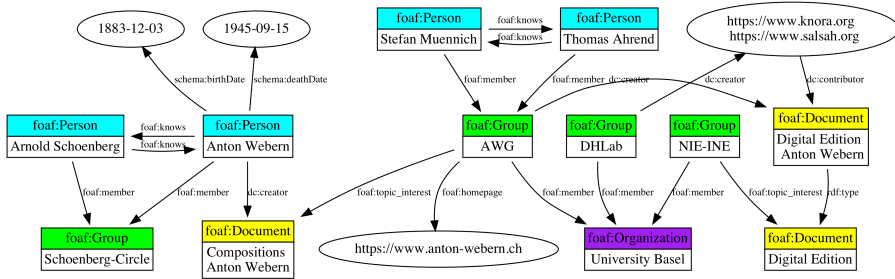 foaf:Person
Stefan Muennich
foaf:knows
foaf:knows
foaf:Person
Thomas Ahrend
1883-12-03
1945-09-15
https://www.knora.org
https://www.salsah.org
schema:birthDate
schema:deathDate
foaf:member
foaf:member
dc:creator
dc:creator
dc:contributor
foaf:Person
Arnold Schoenberg
foaf:knows
foaf:knows
foaf:Person
Anton Webern
foaf:Group
AWG
foaf:Group
DHLab
foaf:Group
NIE-INE
foaf:Document
Digital Edition
Anton Webern
foaf:member
foaf:member
dc:creator
foaf:topic_interest
foaf:homepage
foaf:member
foaf:member
foaf:member
foaf:topic_interest
rdf:type
foaf:Group
Schoenberg-Circle
foaf:Document
Compositions
Anton Webern
https://www.anton-webern.ch
foaf:Organization
University Basel
foaf:Document
Digital Edition